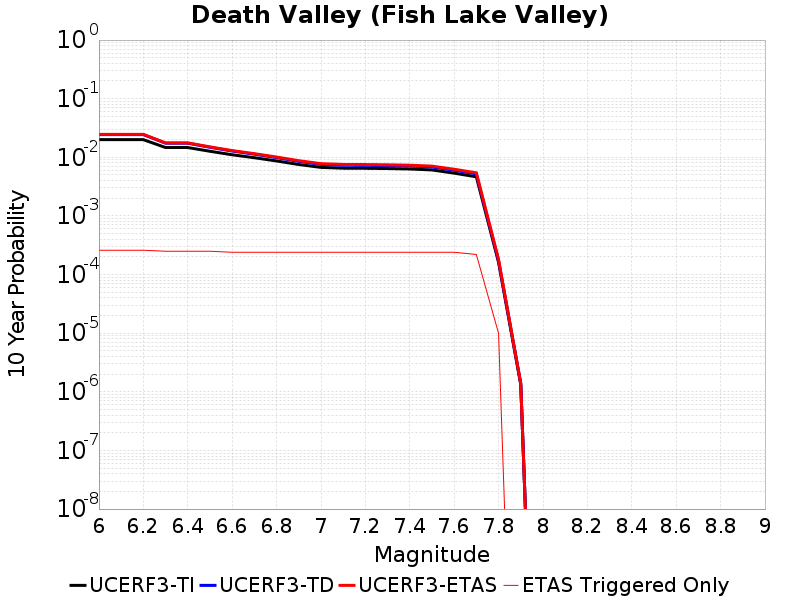 Death Valley (Fish Lake Valley)
10 Year Probability
10^0
10^-1
10^-2
10^-3
10^-4
10^-5
10^-6
10^-7
10^-8
6 6.2 6.4 6.6 6.8 7 7.2 7.4 7.6 7.8 8 8.2 8.4 8.6 8.8 9
Magnitude
UCERF3-TI UCERF3-TD UCERF3-ETAS ETAS Triggered Only